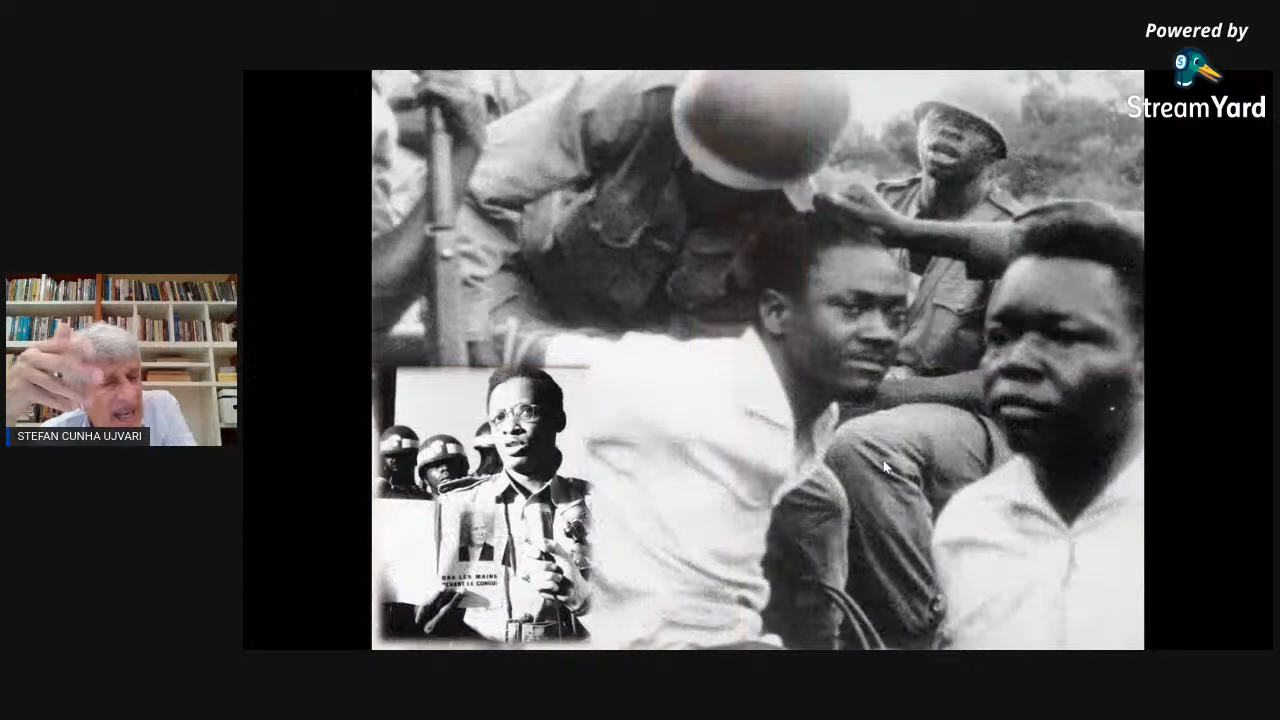 Powered by
StreamYard
STEFAN CUNHA UJVARI
BAS LES MAINS
DEVANT LE CONGO!